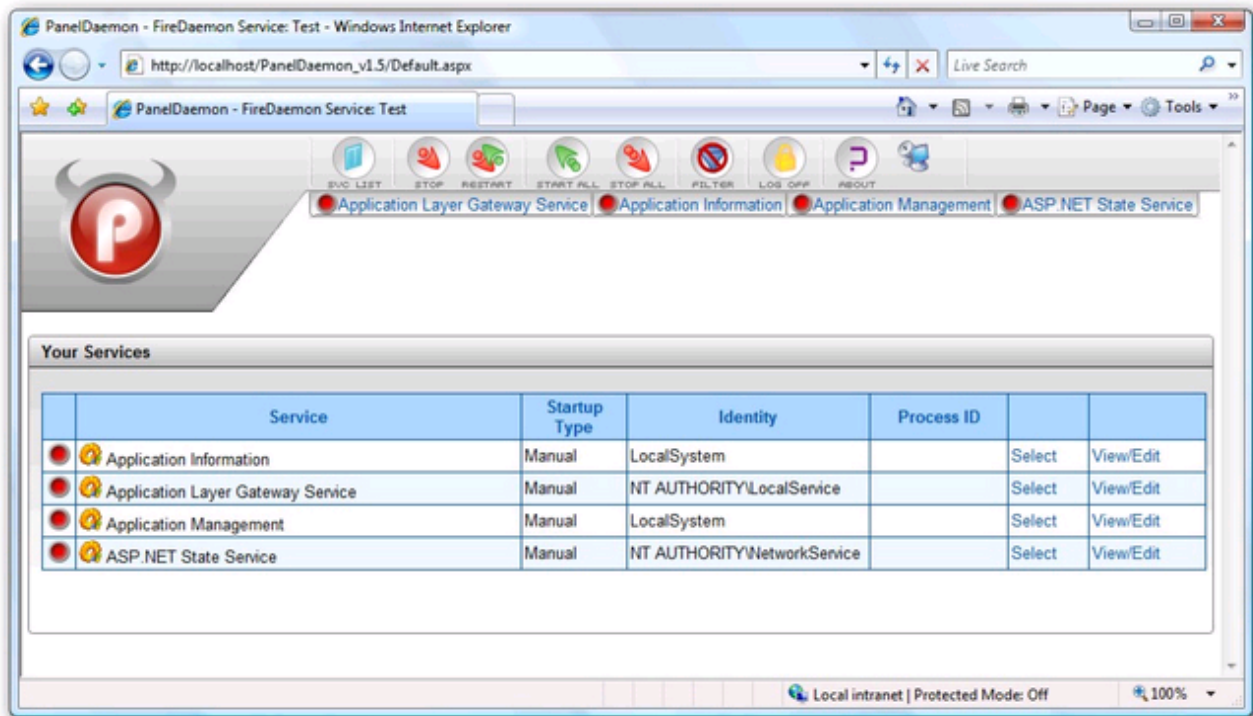 PanelDaemon - FireDaemon Service: Test - Windows Internet Explorer
http://localhost/PanelDaemon_v1.5/Default.aspx
Live Search
PanelDaemon - FireDaemon Service: Test
Page
Tools
SVC LIST STOP RESTART START ALL STOP ALL FILTER LOG OFF ABOUT
Application Layer Gateway Service Application Information Application Management ASP.NET State Service
P
Your Services
Service Startup Type Identity Process ID
Application Information Manual LocalSystem Select View/Edit
Application Layer Gateway Service Manual NT AUTHORITY\LocalService Select View/Edit
Application Management Manual LocalSystem Select View/Edit
ASP.NET State Service Manual NT AUTHORITY\NetworkService Select View/Edit
Local intranet | Protected Mode: Off 100%